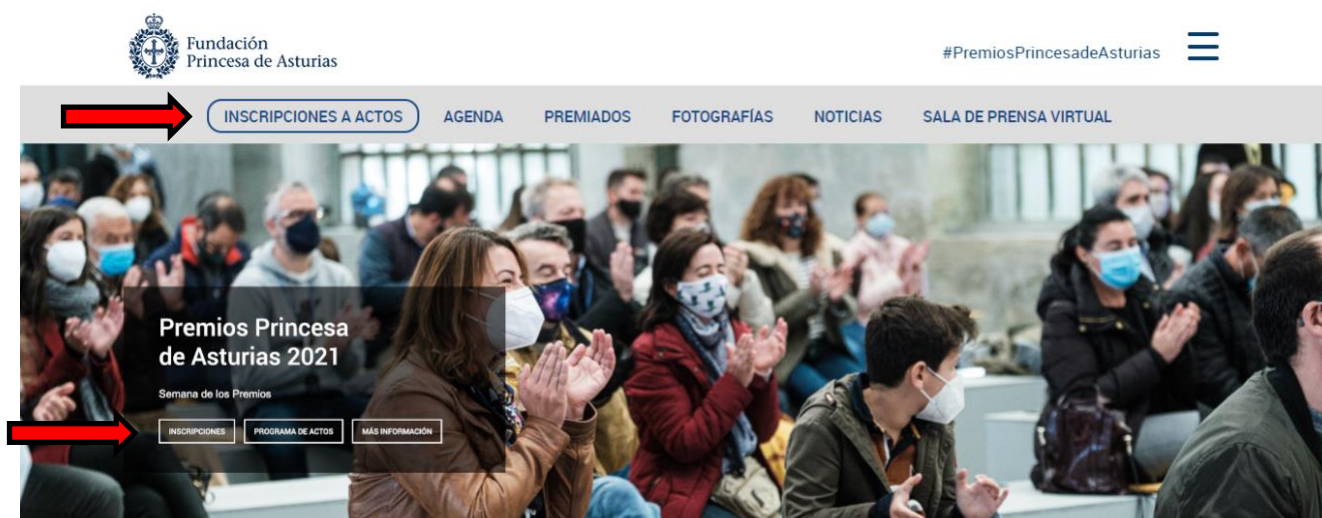 Fundación
Princesa de Asturias
#PremiosPrincesadeAsturias
INSCRIPCIONES A ACTOS AGENDA PREMIADOS FOTOGRAFÍAS NOTICIAS SALA DE PRENSA VIRTUAL
Premios Princesa
de Asturias 2021
Semana de los Premios
INSCRIPCIONES PROGRAMA DE ACTOS MÁS INFORMACIÓN